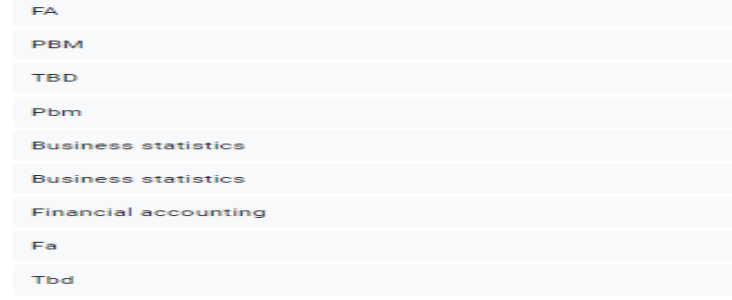 FA
PBM
TBD
Pbm
Business statistics
Business statistics
Financial accounting
Fa
Tbd